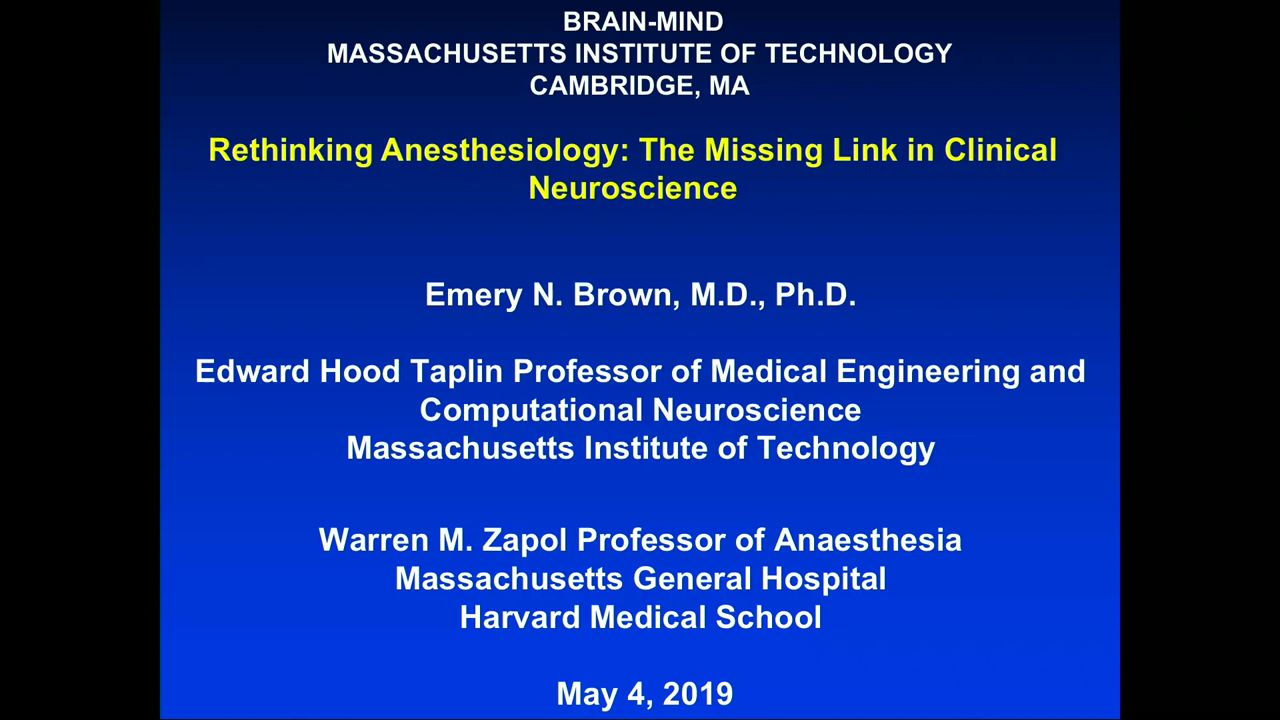 BRAIN-MIND
MASSACHUSETTS INSTITUTE OF TECHNOLOGY
CAMBRIDGE, MA
Rethinking Anesthesiology: The Missing Link in Clinical
Neuroscience
Emery N. Brown, M.D., Ph.D.
Edward Hood Taplin Professor of Medical Engineering and
Computational Neuroscience
Massachusetts Institute of Technology
Warren M. Zapol Professor of Anaesthesia
Massachusetts General Hospital
Harvard Medical School
May 4, 2019